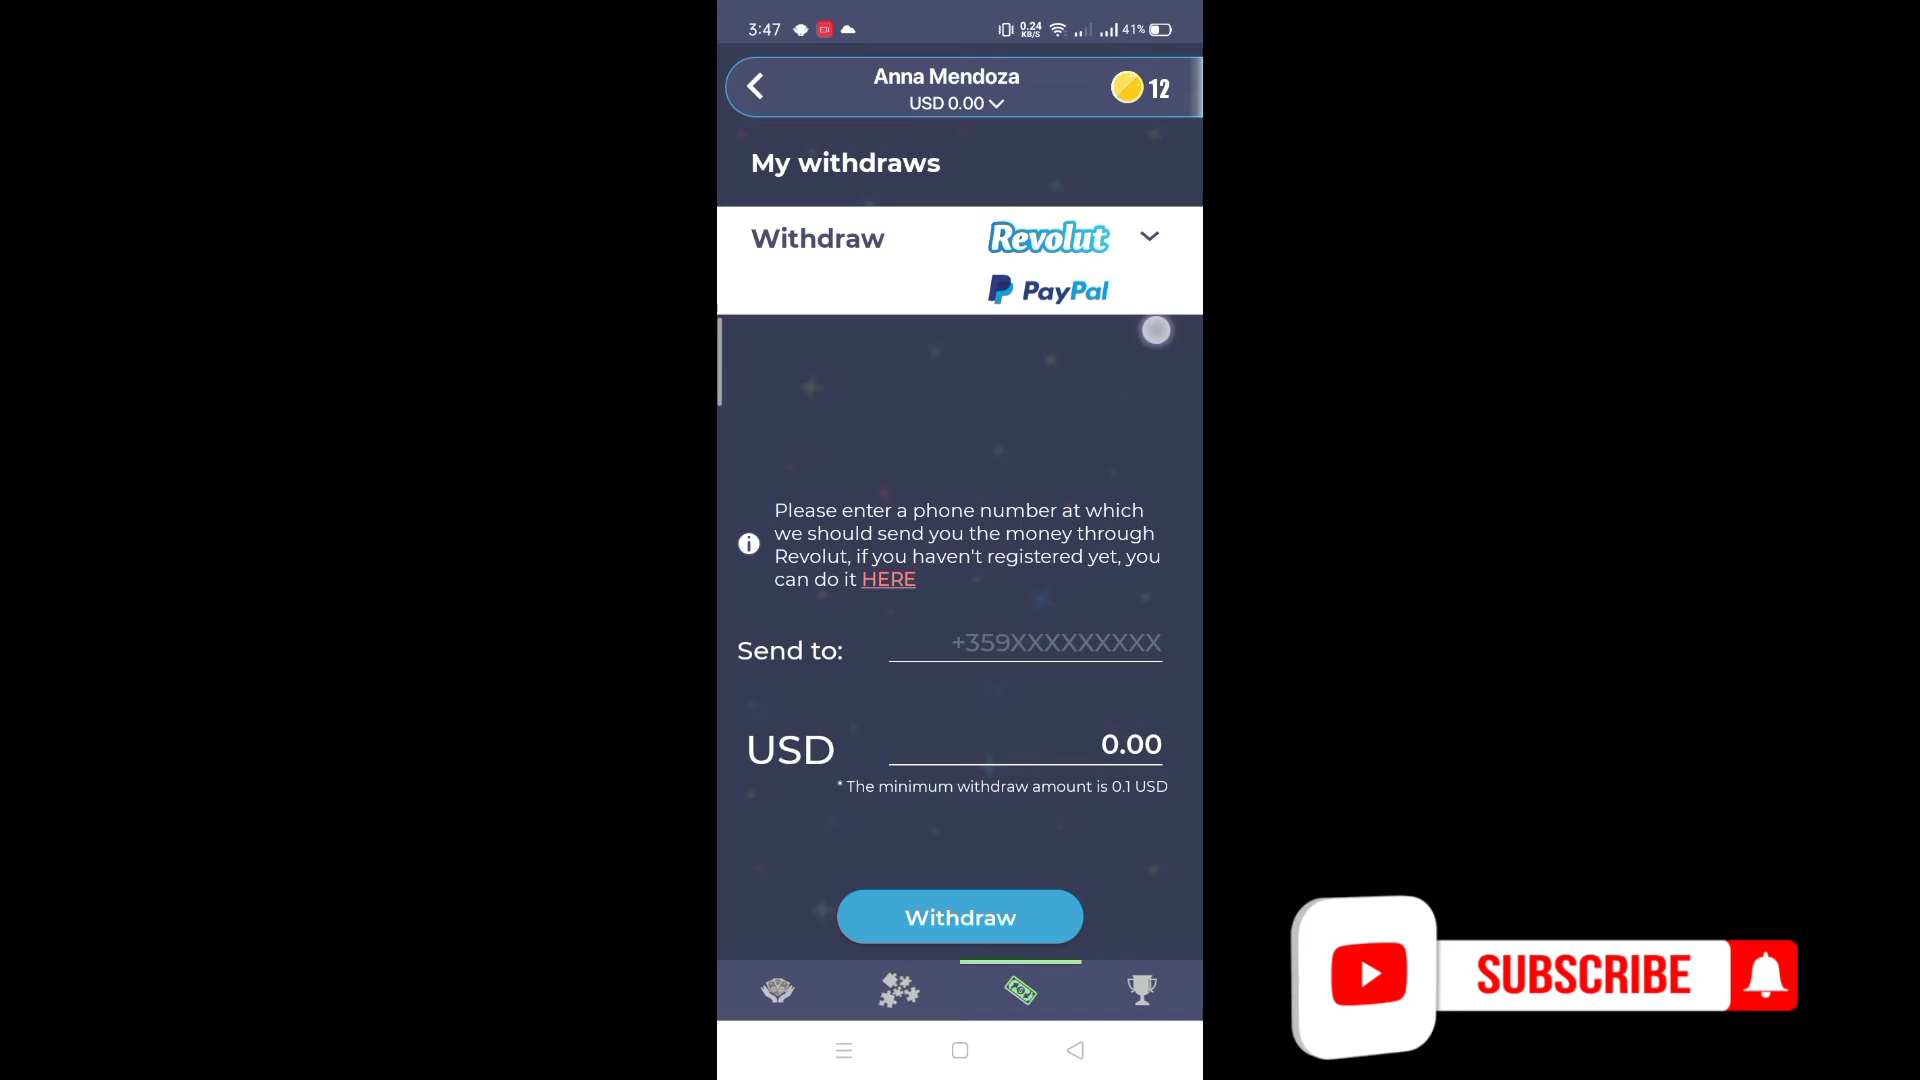 3:47
0.24
KB/S
41%
Anna Mendoza
USD 0.00
12
My withdraws
Withdraw
Revolut
PayPal
Please enter a phone number at which
we should send you the money through
Revolut, if you haven't registered yet, you
can do it HERE
Send to:
+359XXXXXXXXX
USD
0.00
* The minimum withdraw amount is 0.1 USD
Withdraw
SUBSCRIBE